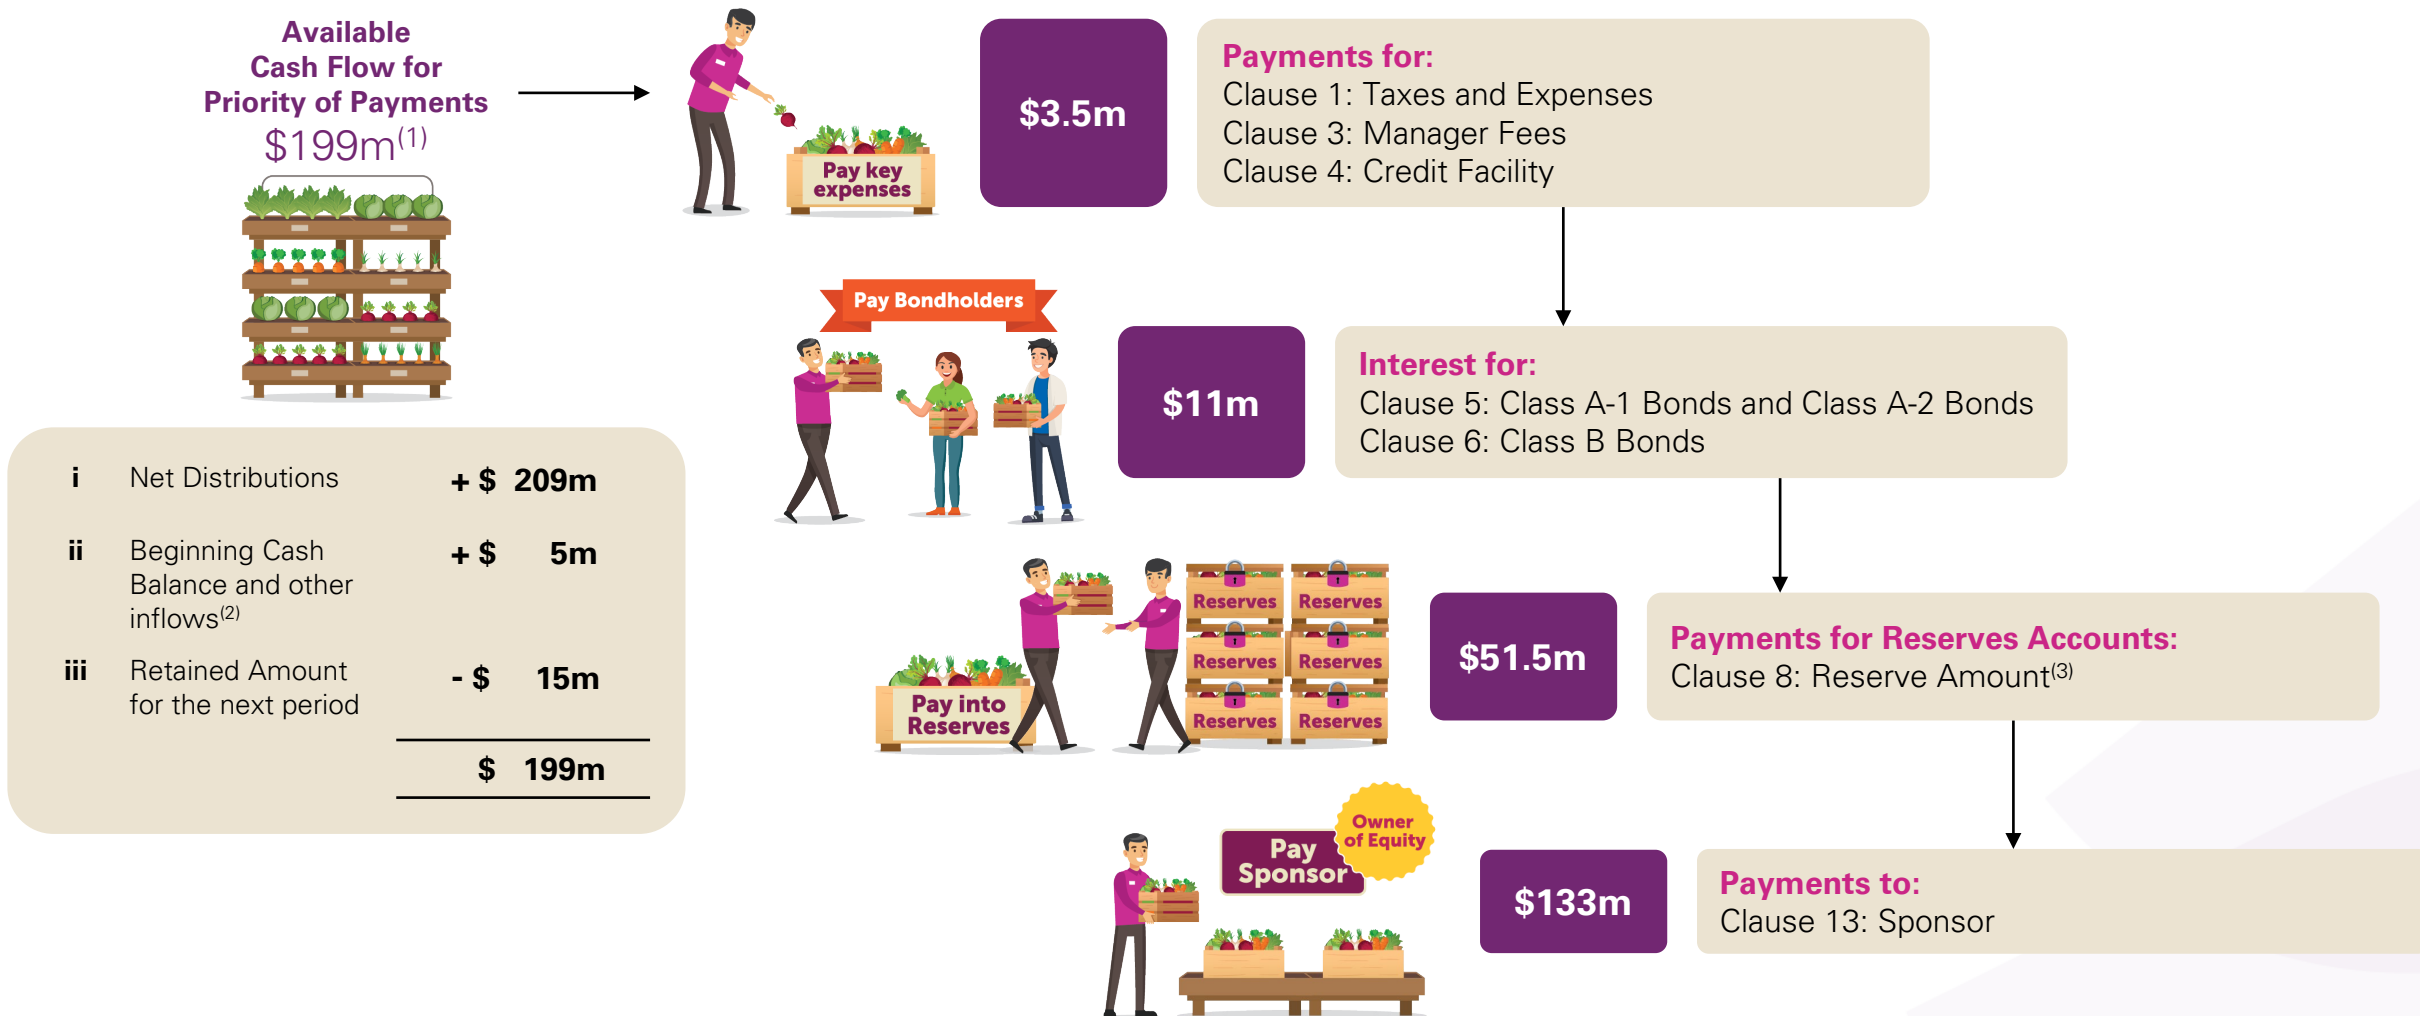 Available
Cash Flow for
Priority of Payments
$199m(1)
i Net Distributions + $ 209m
ii Beginning Cash + $ 5m
Balance and other
inflows(2)
iii Retained Amount - $ 15m
for the next period
$ 199m
Pay key
expenses
$3.5m
Payments for:
Clause 1: Taxes and Expenses
Clause 3: Manager Fees
Clause 4: Credit Facility
Pay Bondholders
$11m
Interest for:
Clause 5: Class A-1 Bonds and Class A-2 Bonds
Clause 6: Class B Bonds
Pay into
Reserves
Reserves Reserves
Reserves Reserves
Reserves Reserves
$51.5m
Payments for Reserves Accounts:
Clause 8: Reserve Amount(3)
Pay
Sponsor
Owner
of Equity
$133m
Payments to:
Clause 13: Sponsor